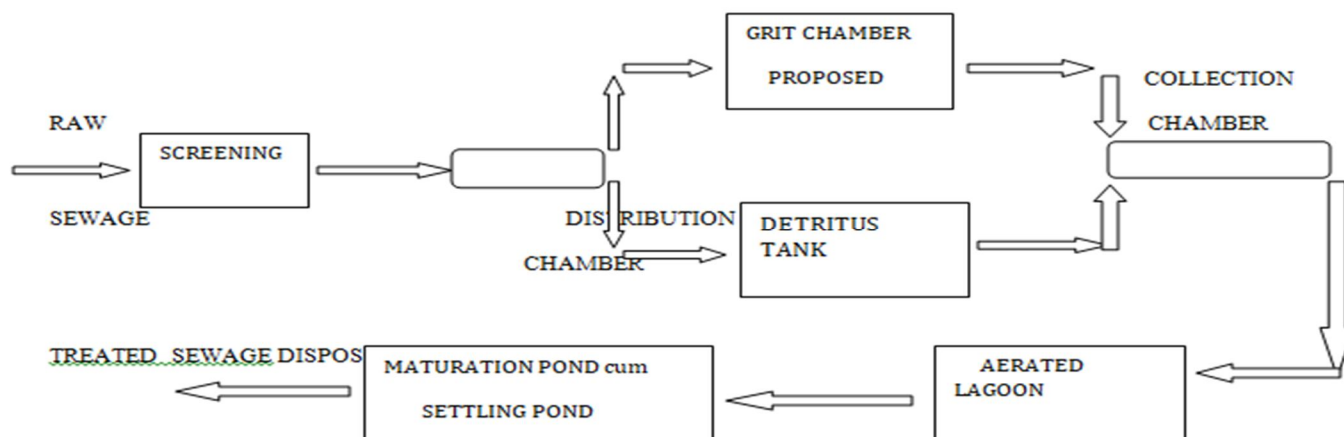 GRIT CHAMBER
PROPOSED
COLLECTION
CHAMBER
RAW
SEWAGE
SCREENING
DISTRIBUTION
CHAMBER
DETRITUS
TANK
AERATED
LAGOON
MATURATION POND cum
SETTLING POND
TREATED SEWAGE DISPOS